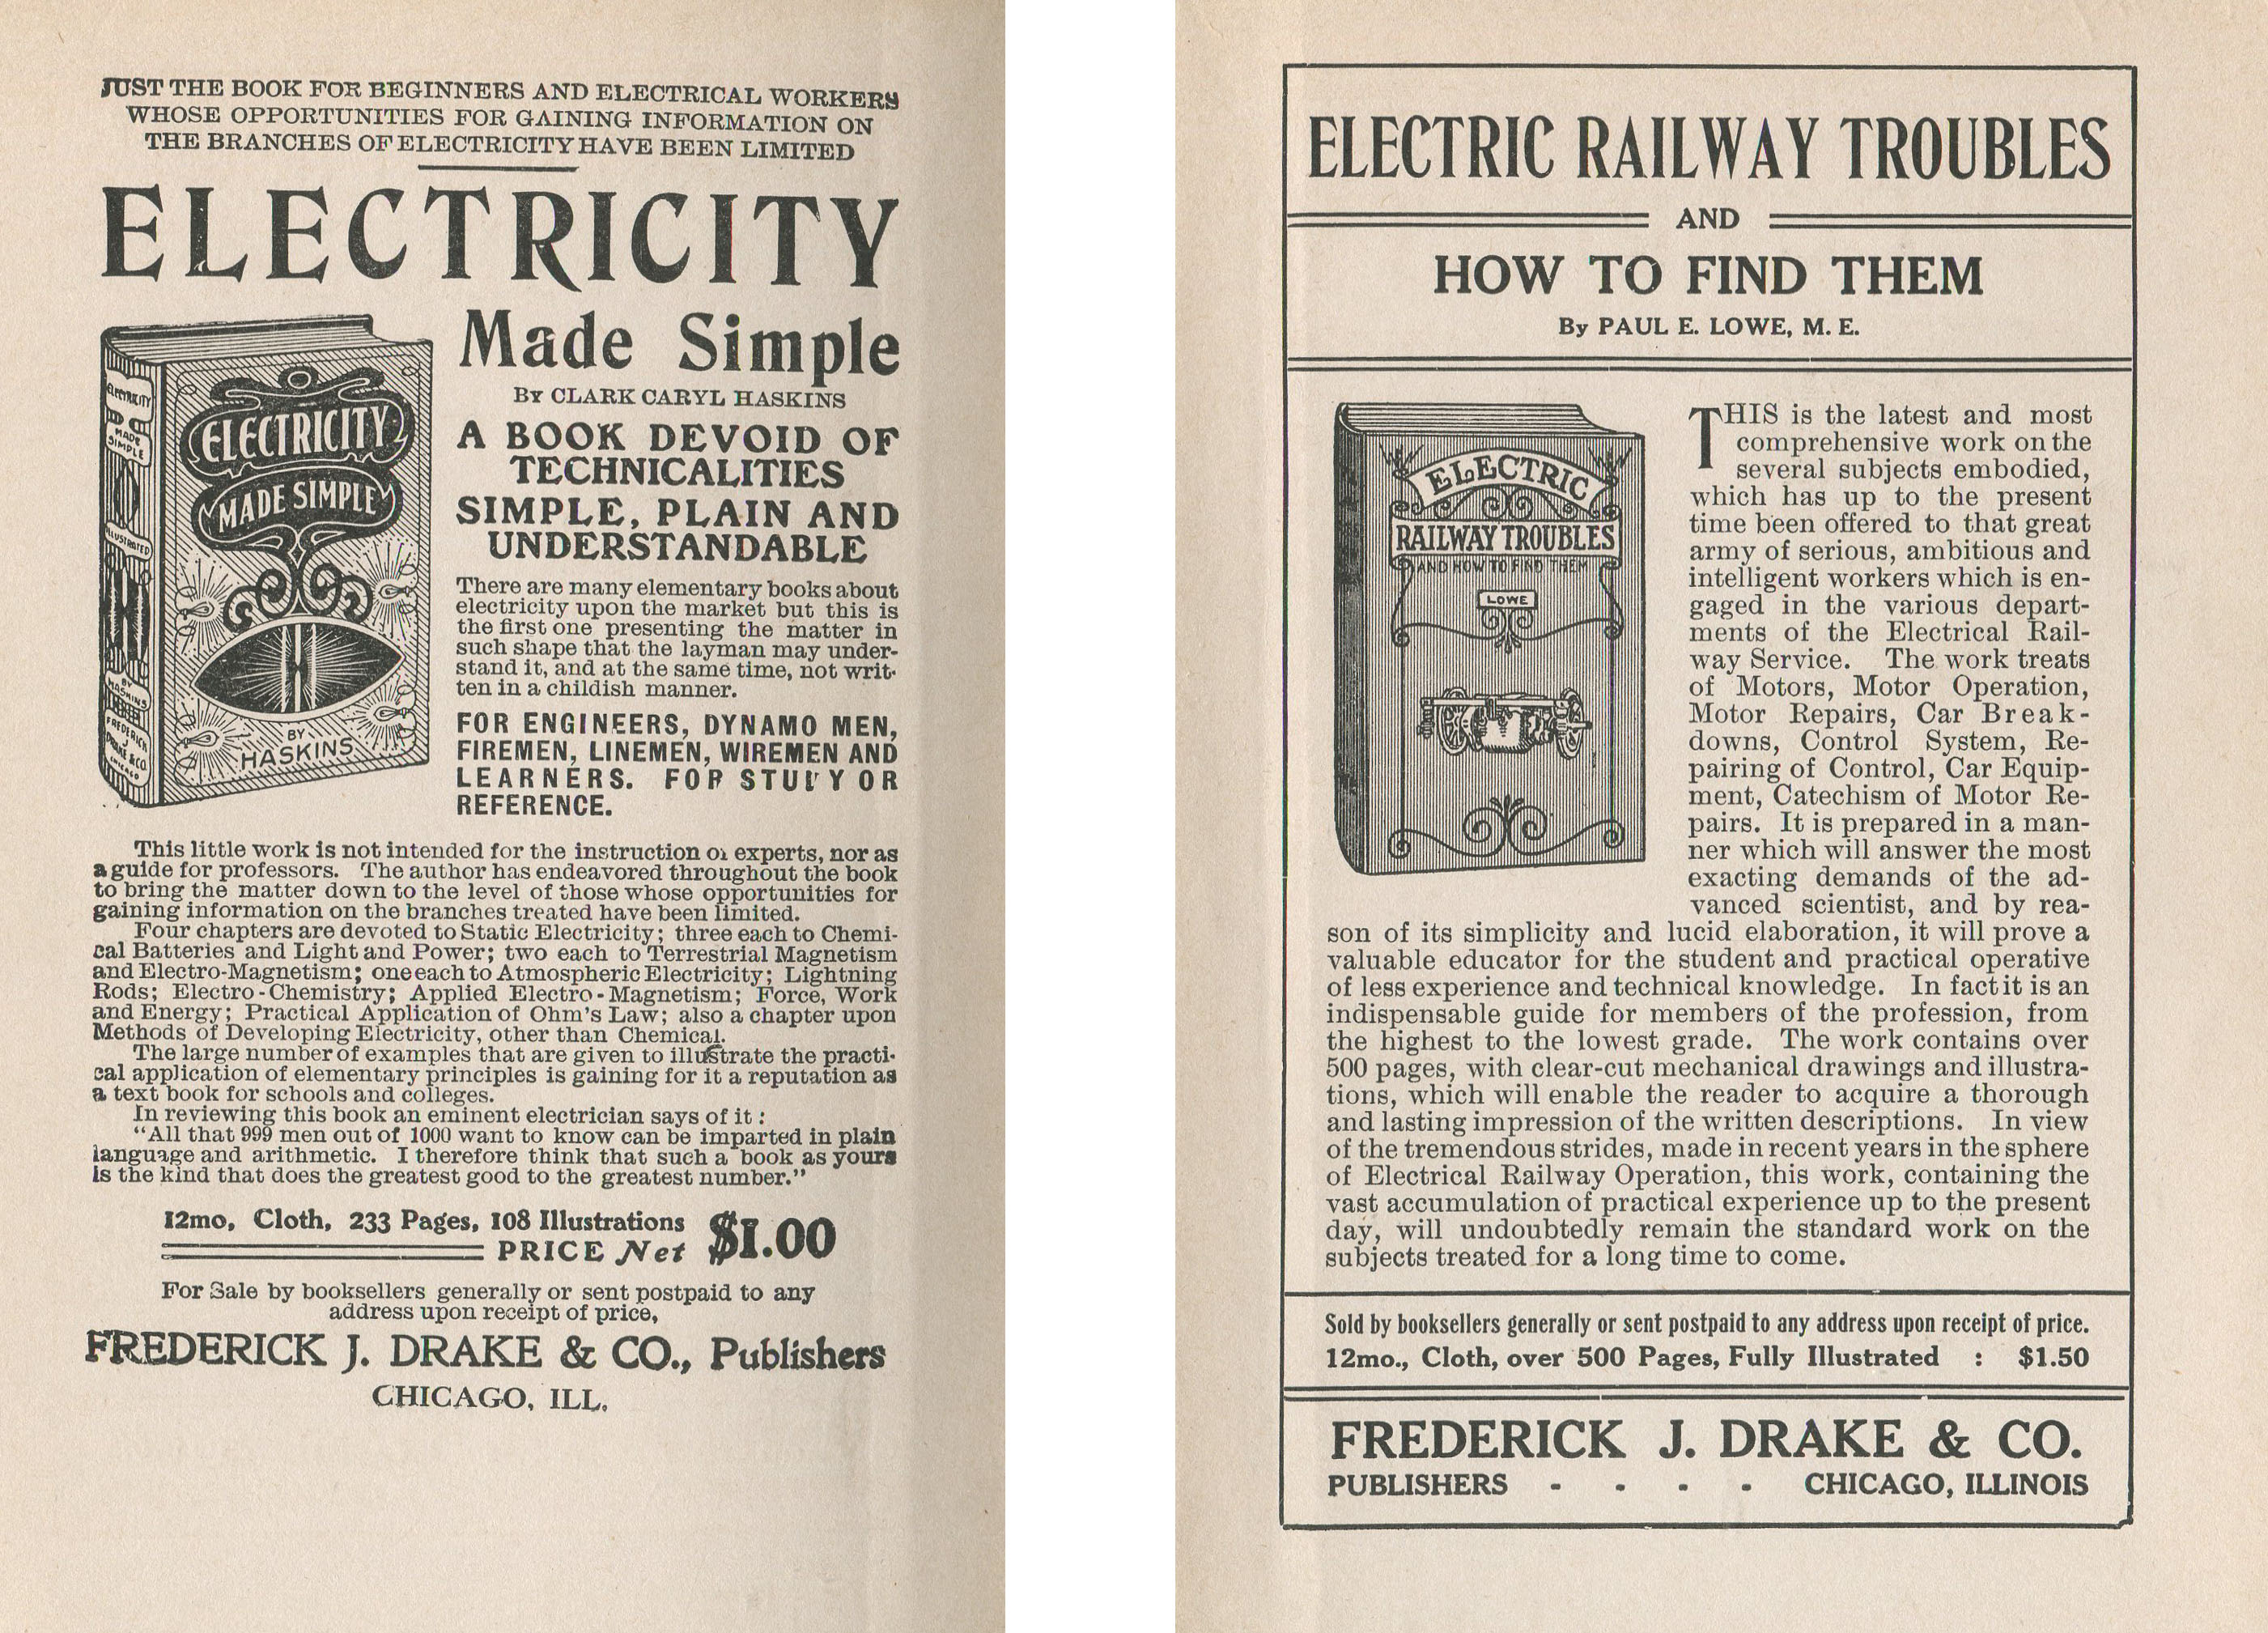 JUST THE BOOK FOR BEGINNERS AND ELECTRICAL WORKERS
WHOSE OPPORTUNITIES FOR GAINING INFORMATION ON
THE BRANCHES OF ELECTRICITY HAVE BEEN LIMITED
ELECTRICITY
Made Simple
By CLARK CARYL HASKINS
A BOOK DEVOID OF
TECHNICALITIES
SIMPLE, PLAIN AND
UNDERSTANDABLE
There are many elementary books about
electricity upon the market but this is
the first one presenting the matter in
such shape that the layman may under-
stand it, and at the same time, not writ-
ten in a childish manner.
FOR ENGINEERS, DYNAMO MEN,
FIREMEN, LINEMEN, WIREMEN AND
LEARNERS. FOR STUDY OR
REFERENCE.
ELECTRICITY
MADE SIMPLE
BY
HASKINS
ELECTRICITY
MADE
SIMPLE
ILLUSTRATED
BY
HASKINS
FREDERICK
DRAKE & CO.
CHICAGO
This little work is not intended for the instruction of experts, nor as
a guide for professors. The author has endeavored throughout the book
to bring the matter down to the level of those whose opportunities for
gaining information on the branches treated have been limited.
Four chapters are devoted to Static Electricity; three each to Chemi-
cal Batteries and Light and Power; two each to Terrestrial Magnetism
and Electro-Magnetism; one each to Atmospheric Electricity; Lightning
Rods; Electro-Chemistry; Applied Electro-Magnetism; Force, Work
and Energy; Practical Application of Ohm's Law; also a chapter upon
Methods of Developing Electricity, other than Chemical.
The large number of examples that are given to illustrate the practi-
cal application of elementary principles is gaining for it a reputation as
a text book for schools and colleges.
In reviewing this book an eminent electrician says of it:
"All that 999 men out of 1000 want to know can be imparted in plain
language and arithmetic. I therefore think that such a book as yours
is the kind that does the greatest good to the greatest number."
12mo, Cloth, 233 Pages, 108 Illustrations
PRICE Net $1.00
For Sale by booksellers generally or sent postpaid to any
address upon receipt of price,
FREDERICK J. DRAKE & CO., Publishers
CHICAGO, ILL.
ELECTRIC RAILWAY TROUBLES
AND
HOW TO FIND THEM
By PAUL E. LOWE, M. E.
ELECTRIC
RAILWAY TROUBLES
AND HOW TO FIND THEM
LOWE
THIS is the latest and most
comprehensive work on the
several subjects embodied,
which has up to the present
time been offered to that great
army of serious, ambitious and
intelligent workers which is en-
gaged in the various depart-
ments of the Electrical Rail-
way Service. The work treats
of Motors, Motor Operation,
Motor Repairs, Car Break-
downs, Control System, Re-
pairing of Control, Car Equip-
ment, Catechism of Motor Re-
pairs. It is prepared in a man-
ner which will answer the most
exacting demands of the ad-
vanced scientist, and by rea-
son of its simplicity and lucid elaboration, it will prove a
valuable educator for the student and practical operative
of less experience and technical knowledge. In fact it is an
indispensable guide for members of the profession, from
the highest to the lowest grade. The work contains over
500 pages, with clear-cut mechanical drawings and illustra-
tions, which will enable the reader to acquire a thorough
and lasting impression of the written descriptions. In view
of the tremendous strides, made in recent years in the sphere
of Electrical Railway Operation, this work, containing the
vast accumulation of practical experience up to the present
day, will undoubtedly remain the standard work on the
subjects treated for a long time to come.
Sold by booksellers generally or sent postpaid to any address upon receipt of price.
12mo., Cloth, over 500 Pages, Fully Illustrated : $1.50
FREDERICK J. DRAKE & CO.
PUBLISHERS - - - - CHICAGO, ILLINOIS